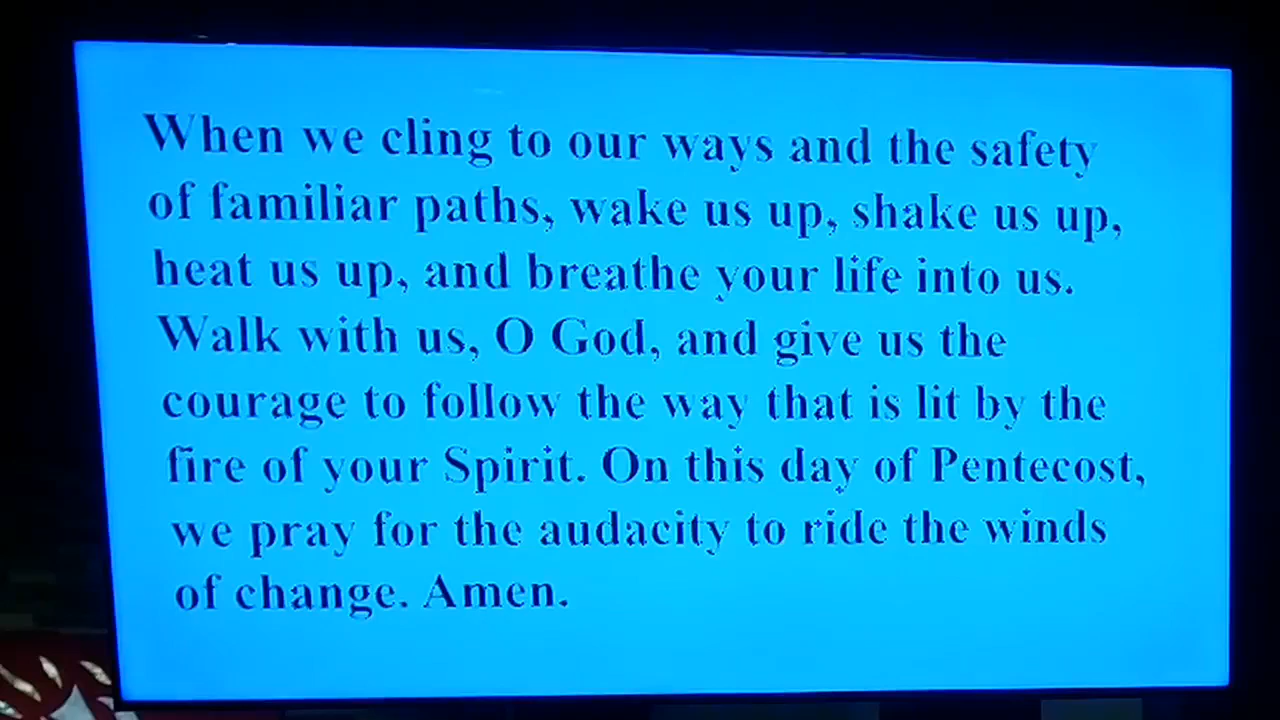 When we cling to our ways and the safety
of familiar paths, wake us up, shake us up,
heat us up, and breathe your life into us.
Walk with us, O God, and give us the
courage to follow the way that is lit by the
fire of your Spirit. On this day of Pentecost,
we pray for the audacity to ride the winds
of change. Amen.